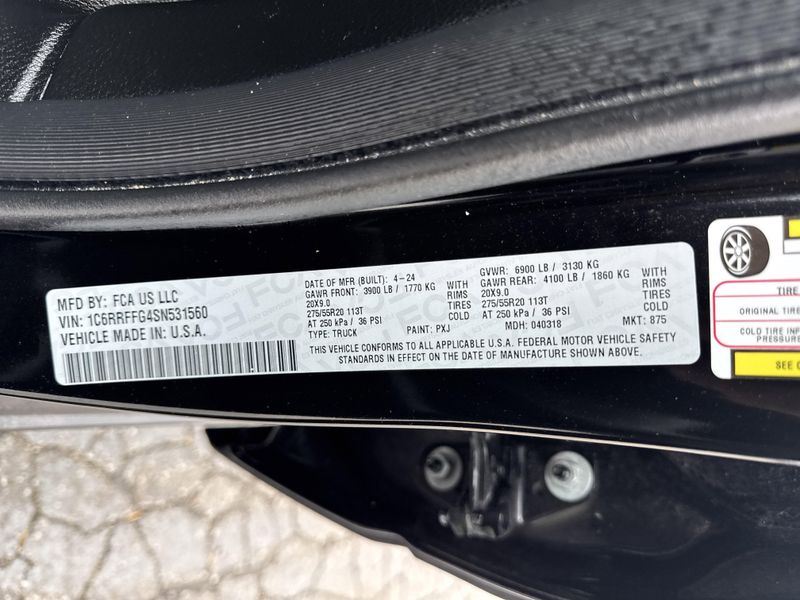 MFD BY: FCA US LLC
VIN: 1C6RRFFG4SN531560
VEHICLE MADE IN: U.S.A.
DATE OF MFR (BUILT): 4-24
GVWR: 6900 LB / 3130 KG
GAWR FRONT: 3900 LB / 1770 KG WITH
GAWR REAR: 4100 LB / 1860 KG WITH
20X9.0 RIMS
20X9.0 RIMS
275/55R20 113T TIRES
275/55R20 113T TIRES
AT 250 kPa / 36 PSI COLD
AT 250 kPa / 36 PSI COLD
TYPE: TRUCK PAINT: PXJ MDH: 040318 MKT: 875
THIS VEHICLE CONFORMS TO ALL APPLICABLE U.S.A. FEDERAL MOTOR VEHICLE SAFETY
STANDARDS IN EFFECT ON THE DATE OF MANUFACTURE SHOWN ABOVE.
TIRE
ORIGINAL TIRE
COLD TIRE
PRESSURE
SEE